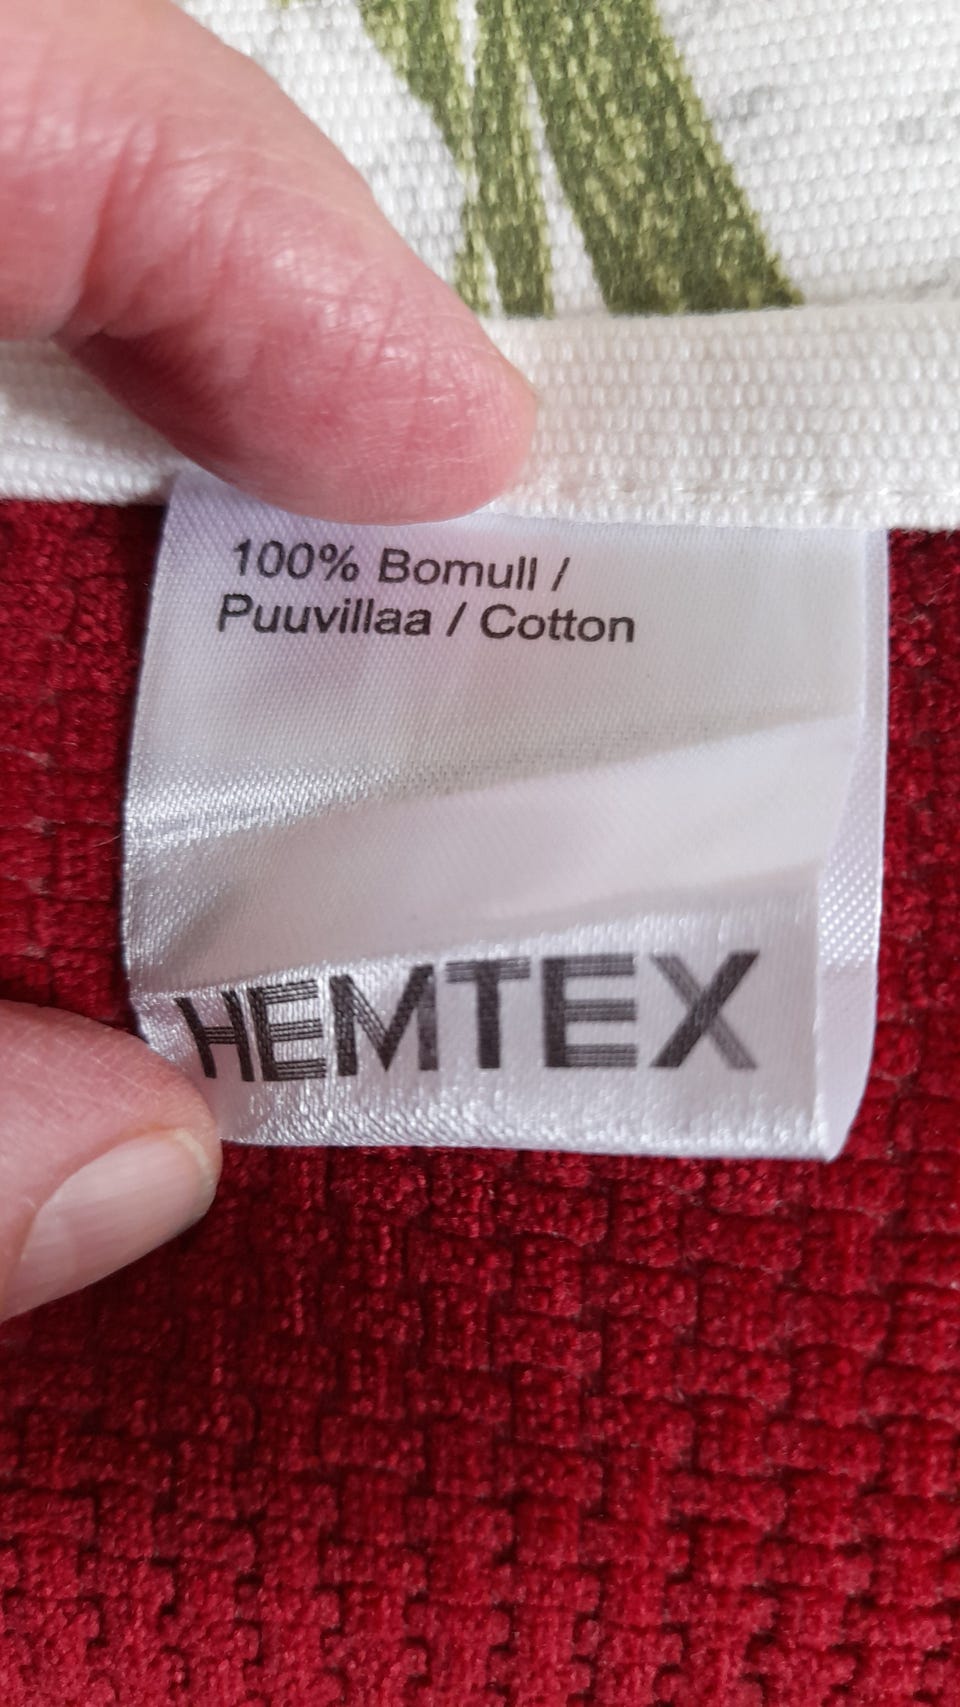 100% Bomull /
Puuvillaa / Cotton
HEMTEX